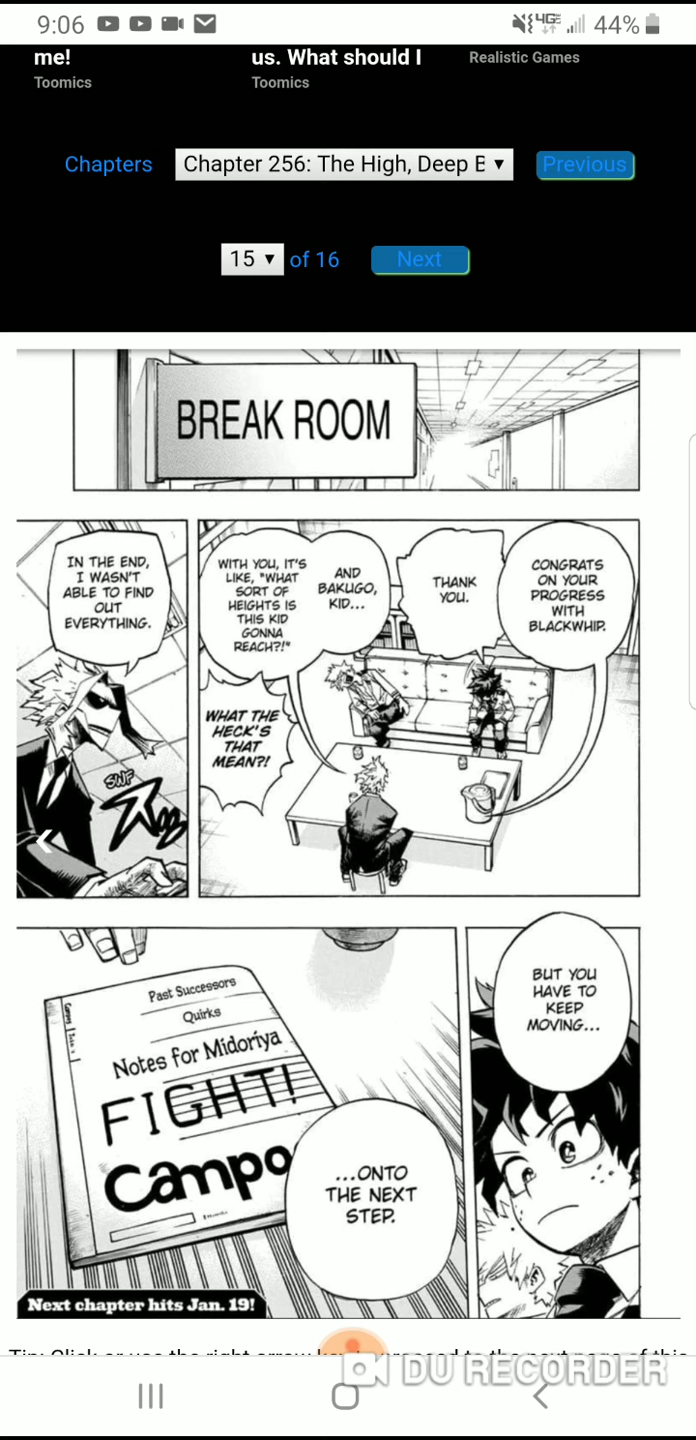 9:06
4GE
44%
me!
us. What should I
Realistic Games
Toomics
Toomics
Chapters
Chapter 256: The High, Deep B
Previous
15
of 16
Next
BREAK ROOM
CONGRATS
ON YOUR
PROGRESS
WITH
BLACKWHIP.
THANK
YOU.
AND
BAKUGO,
KID...
WITH YOU, IT'S
LIKE, "WHAT
SORT OF
HEIGHTS IS
THIS KID
GONNA
REACH?!"
WHAT THE
HECK'S
THAT
MEAN?!
IN THE END,
I WASN'T
ABLE TO FIND
OUT
EVERYTHING.
SWF
BUT YOU
HAVE TO
KEEP
MOVING...
Past Successors
Quirks
Notes for Midoriya
FIGHT!
Campo
...ONTO
THE NEXT
STEP.
Next chapter hits Jan. 19!
DU RECORDER